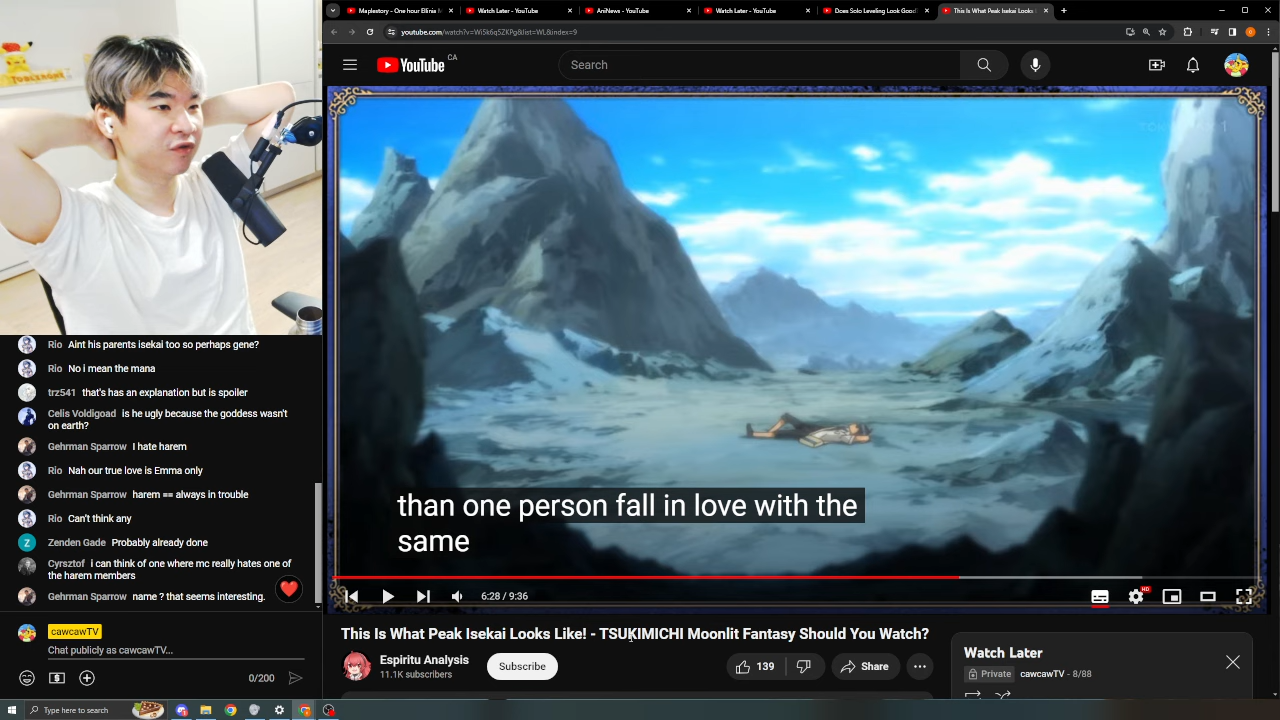 Maplestory - One hour Ellinia M
Watch Later - YouTube
AniNews - YouTube
Watch Later - YouTube
Does Solo Leveling Look Good
This Is What Peak Isekai Looks
youtube.com/watch?v=Wi5k6q5ZKPg&list=WL&index=9
YouTube CA
Search
than one person fall in love with the
same
6:28 / 9:36
HD
This Is What Peak Isekai Looks Like! - TSUKIMICHI Moonlit Fantasy Should You Watch?
Espiritu Analysis
11.1K subscribers
Subscribe
139
Share
Watch Later
Private cawcawTV - 8/88
Rio Aint his parents isekai too so perhaps gene?
Rio No i mean the mana
trz541 that's has an explanation but is spoiler
Celis Voldigoad is he ugly because the goddess wasn't
on earth?
Gehrman Sparrow I hate harem
Rio Nah our true love is Emma only
Gehrman Sparrow harem == always in trouble
Rio Can't think any
Z
Zenden Gade Probably already done
Cyrsztof i can think of one where mc really hates one of
the harem members
Gehrman Sparrow name ? that seems interesting.
cawcawTV
Chat publicly as cawcawTV...
0/200
Type here to search